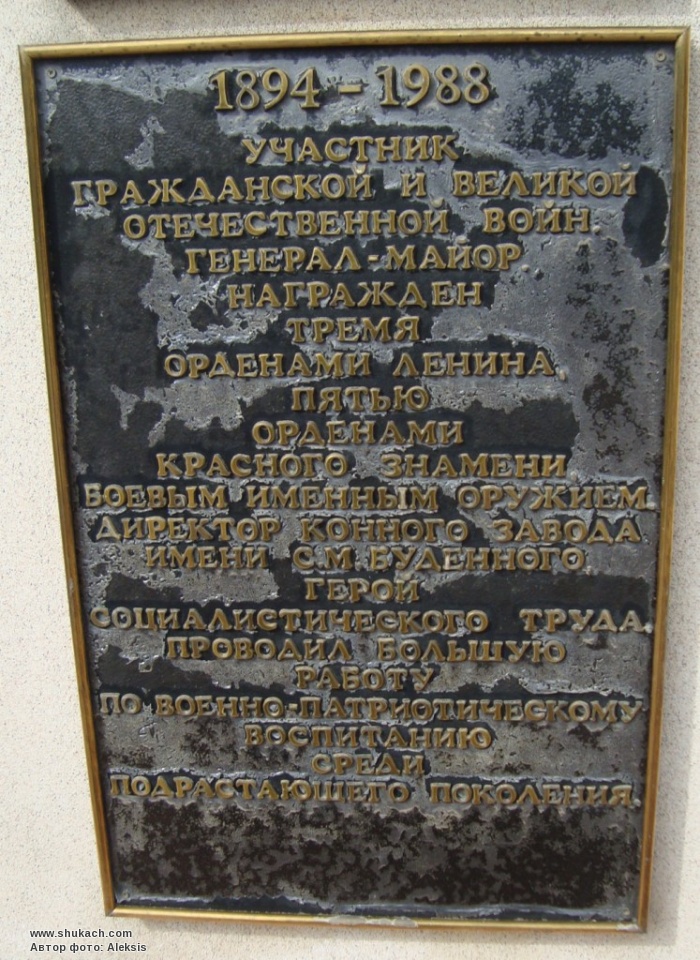 1894 - 1988
УЧАСТНИК
ГРАЖДАНСКОЙ И ВЕЛИКОЙ
ОТЕЧЕСТВЕННОЙ ВОЙН.
ГЕНЕРАЛ-МАЙОР
НАГРАЖДЕН
ТРЕМЯ
ОРДЕНАМИ ЛЕНИНА,
ПЯТЬЮ
ОРДЕНАМИ
КРАСНОГО ЗНАМЕНИ
БОЕВЫМ ИМЕННЫМ ОРУЖИЕМ.
ДИРЕКТОР КОННОГО ЗАВОДА
ИМЕНИ С.М.БУДЕННОГО
ГЕРОЙ
СОЦИАЛИСТИЧЕСКОГО ТРУДА.
ПРОВОДИЛ БОЛЬШУЮ
РАБОТУ
ПО ВОЕННО-ПАТРИОТИЧЕСКОМУ
ВОСПИТАНИЮ
СРЕДИ
ПОДРАСТАЮЩЕГО ПОКОЛЕНИЯ.
www.shukach.com
Автор фото: Aleksis